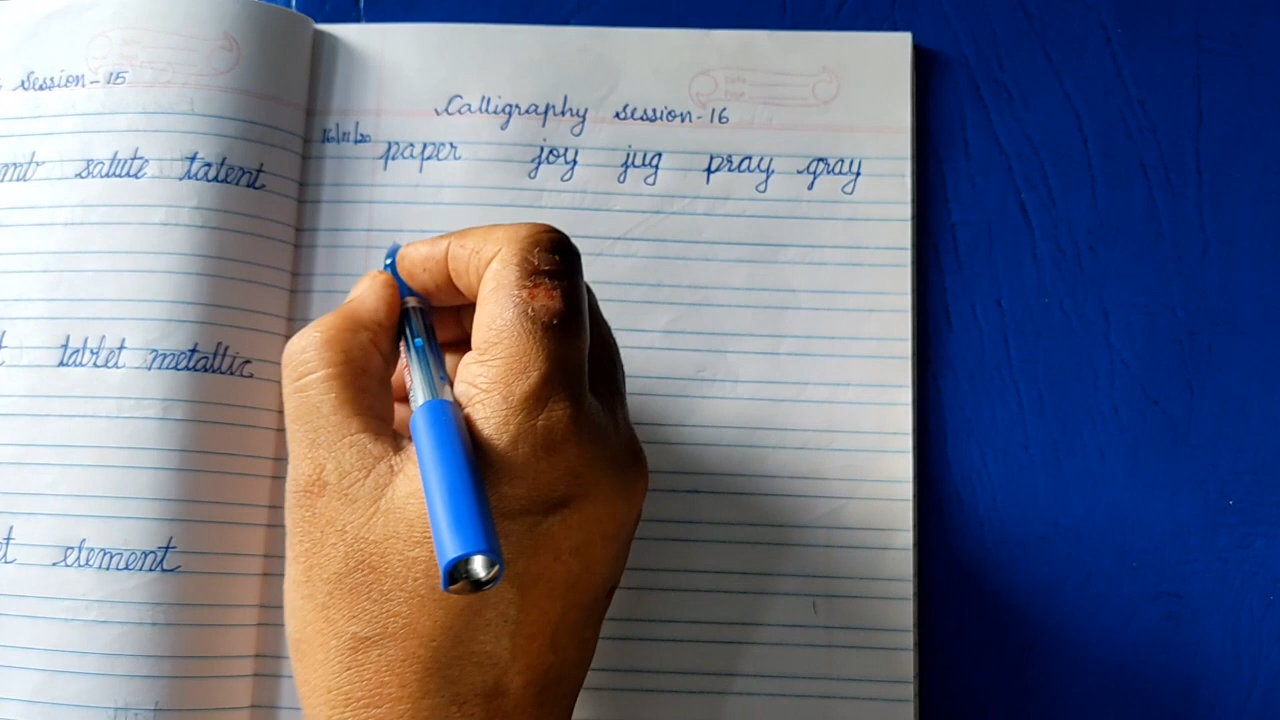 Session-15
salute talent
tablet metallic
element
Calligraphy Session-16
16/11/20 paper joy jug pray gray